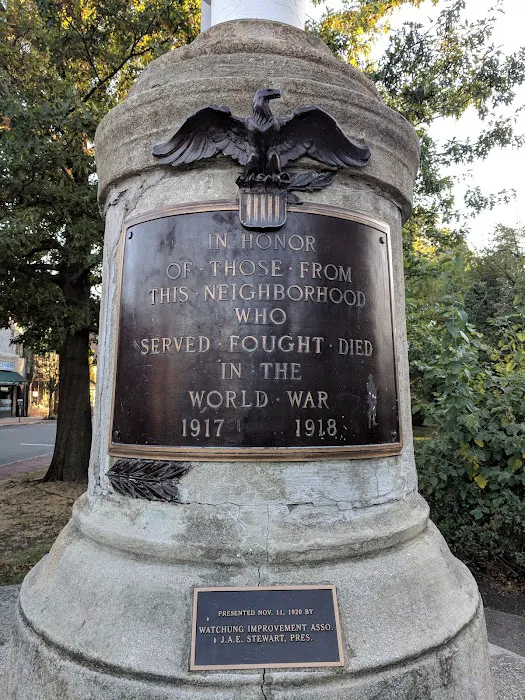 IN HONOR
OF · THOSE · FROM
THIS · NEIGHBORHOOD
WHO
SERVED · FOUGHT · DIED
IN · THE
WORLD · WAR
1917 1918
PRESENTED NOV. 11, 1920 BY
WATCHUNG IMPROVEMENT ASSO.
J.A.E. STEWART, PRES.